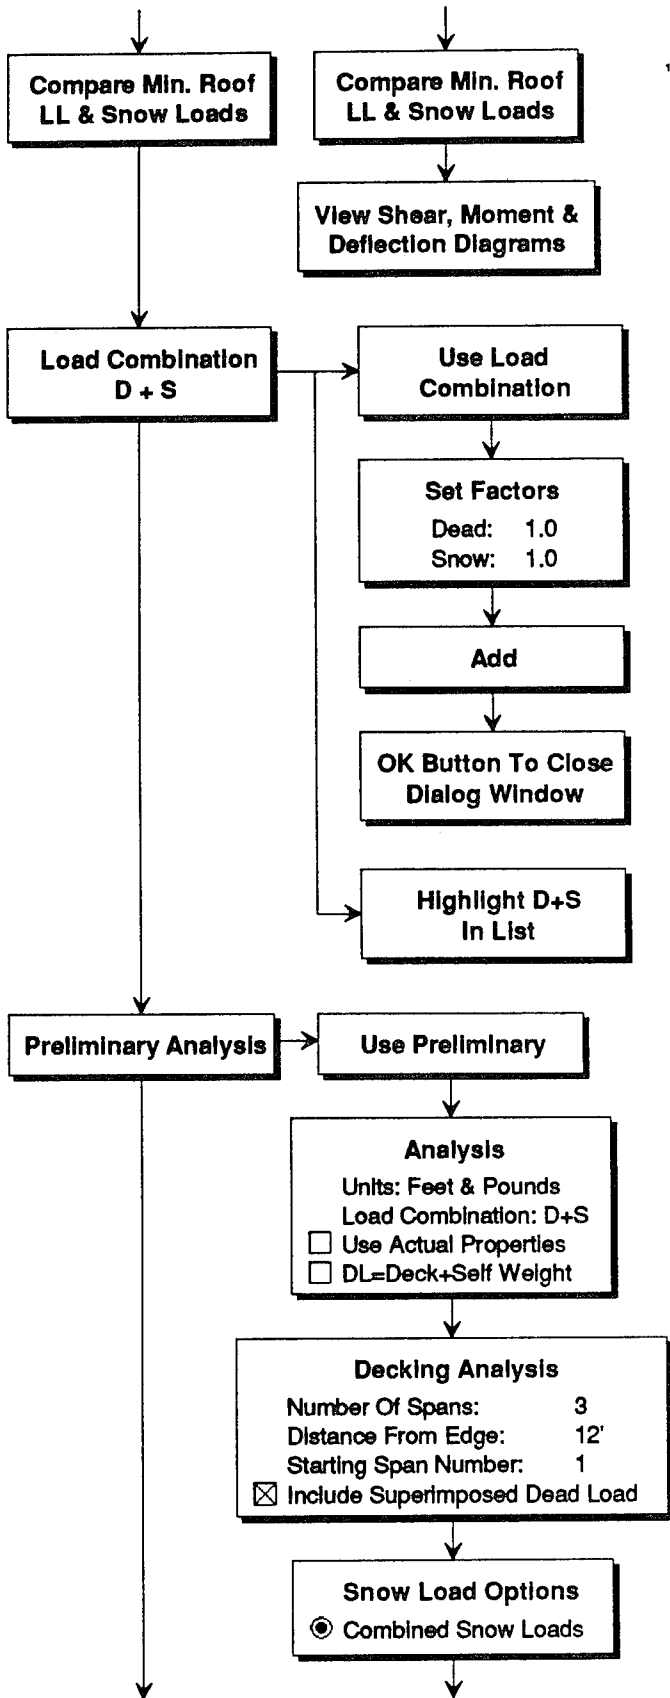 Compare Min. Roof
LL & Snow Loads
Compare Min. Roof
LL & Snow Loads
View Shear, Moment &
Deflection Diagrams
Load Combination
D + S
Use Load
Combination
Set Factors
Dead: 1.0
Snow: 1.0
Add
OK Button To Close
Dialog Window
Highlight D+S
In List
Preliminary Analysis
Use Preliminary
Analysis
Units: Feet & Pounds
Load Combination: D+S
Use Actual Properties
DL=Deck+Self Weight
Decking Analysis
Number Of Spans: 3
Distance From Edge: 12'
Starting Span Number: 1
Include Superimposed Dead Load
Snow Load Options
Combined Snow Loads